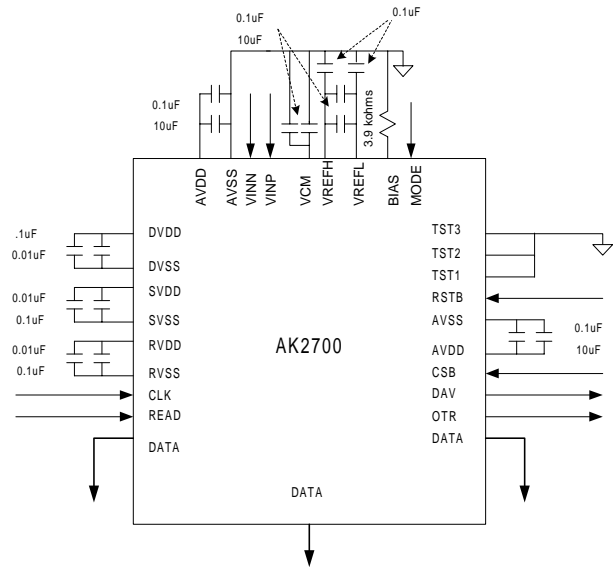 0.1uF
10uF
0.1uF
0.1uF
10uF
3.9 kohms
AVDD
AVSS
VINN
VINP
VCM
VREFH
VREFL
BIAS
MODE
.1uF
0.01uF
DVDD
DVSS
0.01uF
0.1uF
SVDD
SVSS
0.01uF
0.1uF
RVDD
RVSS
CLK
READ
DATA
AK2700
TST3
TST2
TST1
RSTB
AVSS
AVDD
0.1uF
10uF
CSB
DAV
OTR
DATA
DATA